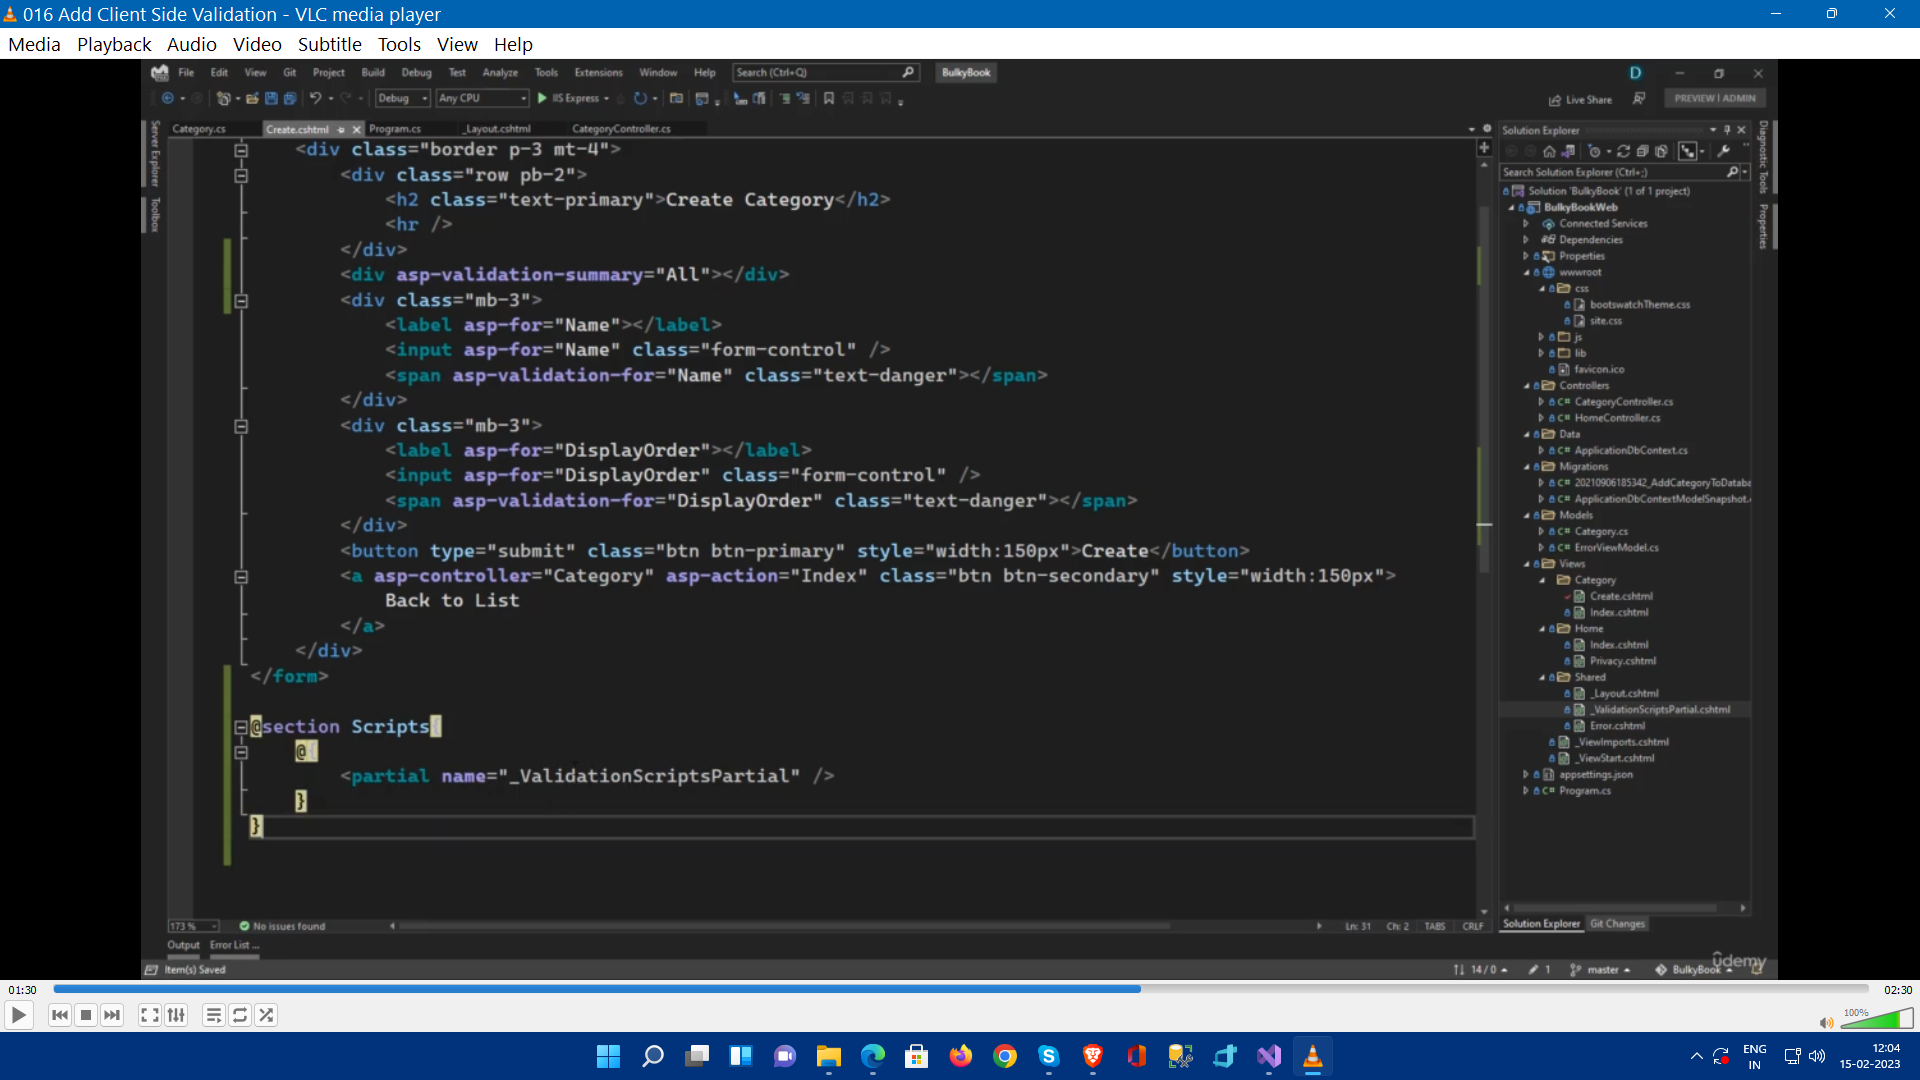 016 Add Client Side Validation - VLC media player
Media Playback Audio Video Subtitle Tools View Help
File Edit View Git Project Build Debug Test Analyze Tools Extensions Window Help Search (Ctrl+Q) BulkyBook D
Debug Any CPU IIS Express Live Share PREVIEW | ADMIN
Category.cs Create.cshtml Program.cs _Layout.cshtml CategoryController.cs
Server Explorer
Toolbox
<div class="border p-3 mt-4">
<div class="row pb-2">
<h2 class="text-primary">Create Category</h2>
<hr />
</div>
<div asp-validation-summary="All"></div>
<div class="mb-3">
<label asp-for="Name"></label>
<input asp-for="Name" class="form-control" />
<span asp-validation-for="Name" class="text-danger"></span>
</div>
<div class="mb-3">
<label asp-for="DisplayOrder"></label>
<input asp-for="DisplayOrder" class="form-control" />
<span asp-validation-for="DisplayOrder" class="text-danger"></span>
</div>
<button type="submit" class="btn btn-primary" style="width:150px">Create</button>
<a asp-controller="Category" asp-action="Index" class="btn btn-secondary" style="width:150px">
Back to List
</a>
</div>
</form>
@section Scripts{
@{
<partial name="_ValidationScriptsPartial" />
}
}
173 % No issues found Ln: 31 Ch: 2 TABS CRLF
Output Error List ...
Solution Explorer
Search Solution Explorer (Ctrl+;)
Solution 'BulkyBook' (1 of 1 project)
BulkyBookWeb
Connected Services
Dependencies
Properties
wwwroot
css
bootswatchTheme.css
site.css
js
lib
favicon.ico
Controllers
C# CategoryController.cs
C# HomeController.cs
Data
C# ApplicationDbContext.cs
Migrations
C# 20210906185342_AddCategoryToDataba
C# ApplicationDbContextModelSnapshot.
Models
C# Category.cs
C# ErrorViewModel.cs
Views
Category
Create.cshtml
Index.cshtml
Home
Index.cshtml
Privacy.cshtml
Shared
_Layout.cshtml
_ValidationScriptsPartial.cshtml
Error.cshtml
_ViewImports.cshtml
_ViewStart.cshtml
appsettings.json
C# Program.cs
Solution Explorer Git Changes
Diagnostic Tools
Properties
Item(s) Saved 14 / 0 1 master BulkyBook
udemy
01:30 02:30
100%
ENG
IN
12:04
15-02-2023